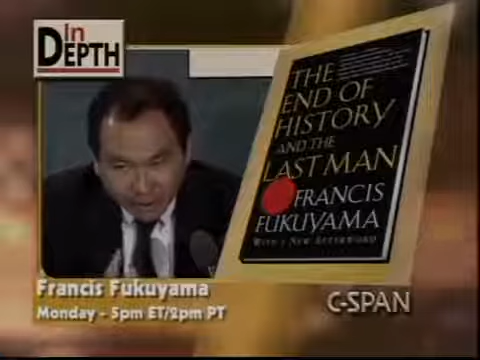 In
DEPTH
THE
END OF
HISTORY
AND THE
LAST MAN
FRANCIS
FUKUYAMA
WITH A NEW AFTERWORD
Francis Fukuyama
Monday - 5pm ET/2pm PT
C-SPAN